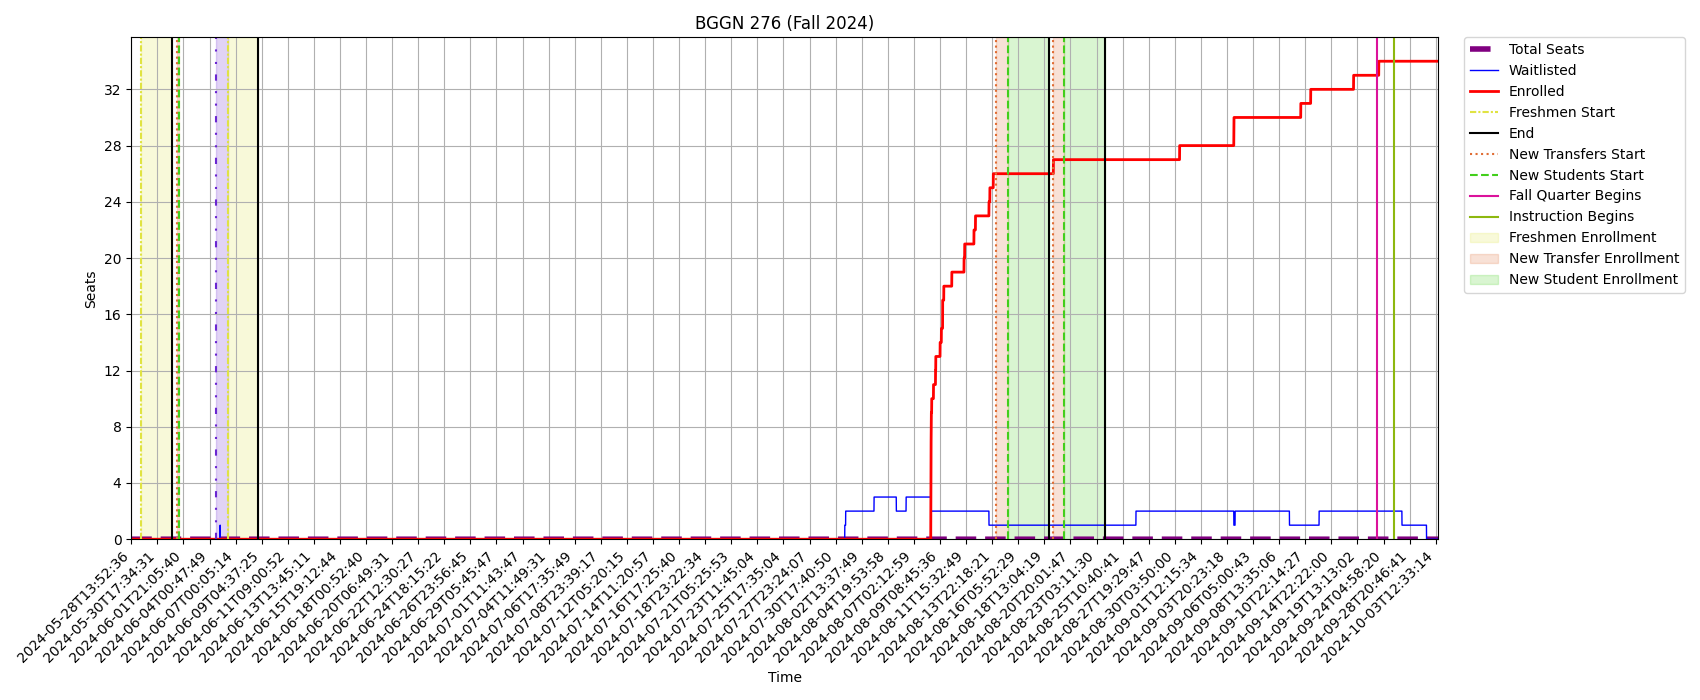 BGGN 276 (Fall 2024)
Total Seats
Waitlisted
Enrolled
Freshmen Start
End
New Transfers Start
New Students Start
Fall Quarter Begins
Instruction Begins
Freshmen Enrollment
New Transfer Enrollment
New Student Enrollment
Seats
32
28
24
20
16
12
8
4
0
2024-05-28T13:52:36
2024-05-30T17:34:31
2024-06-01T21:05:40
2024-06-04T00:47:49
2024-06-07T00:05:14
2024-06-09T04:37:25
2024-06-11T09:00:52
2024-06-13T13:45:11
2024-06-15T19:12:44
2024-06-18T00:52:40
2024-06-20T06:49:31
2024-06-22T12:30:27
2024-06-24T18:15:22
2024-06-26T23:56:45
2024-06-29T05:45:47
2024-07-01T11:43:47
2024-07-04T11:49:31
2024-07-06T17:35:49
2024-07-08T23:39:17
2024-07-12T05:20:15
2024-07-14T11:20:57
2024-07-16T17:25:40
2024-07-18T23:22:34
2024-07-21T05:25:53
2024-07-23T11:45:04
2024-07-25T17:35:04
2024-07-27T23:24:07
2024-07-30T17:40:50
2024-08-02T13:37:49
2024-08-04T19:53:58
2024-08-07T02:12:59
2024-08-09T08:45:36
2024-08-11T15:32:49
2024-08-13T22:18:21
2024-08-16T05:52:29
2024-08-18T13:04:19
2024-08-20T20:01:47
2024-08-23T03:11:30
2024-08-25T10:40:41
2024-08-27T19:29:47
2024-08-30T03:50:00
2024-09-01T12:15:34
2024-09-03T20:23:18
2024-09-06T05:00:43
2024-09-08T13:35:06
2024-09-10T22:14:27
2024-09-14T22:22:00
2024-09-19T13:13:02
2024-09-24T04:58:20
2024-09-28T20:46:41
2024-10-03T12:33:14
Time